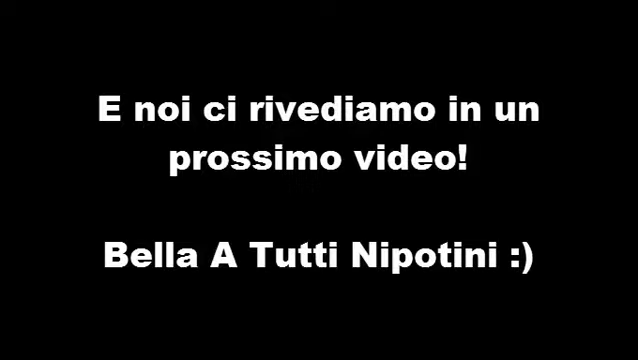 E noi ci rivediamo in un
prossimo video!
Bella A Tutti Nipotini :)